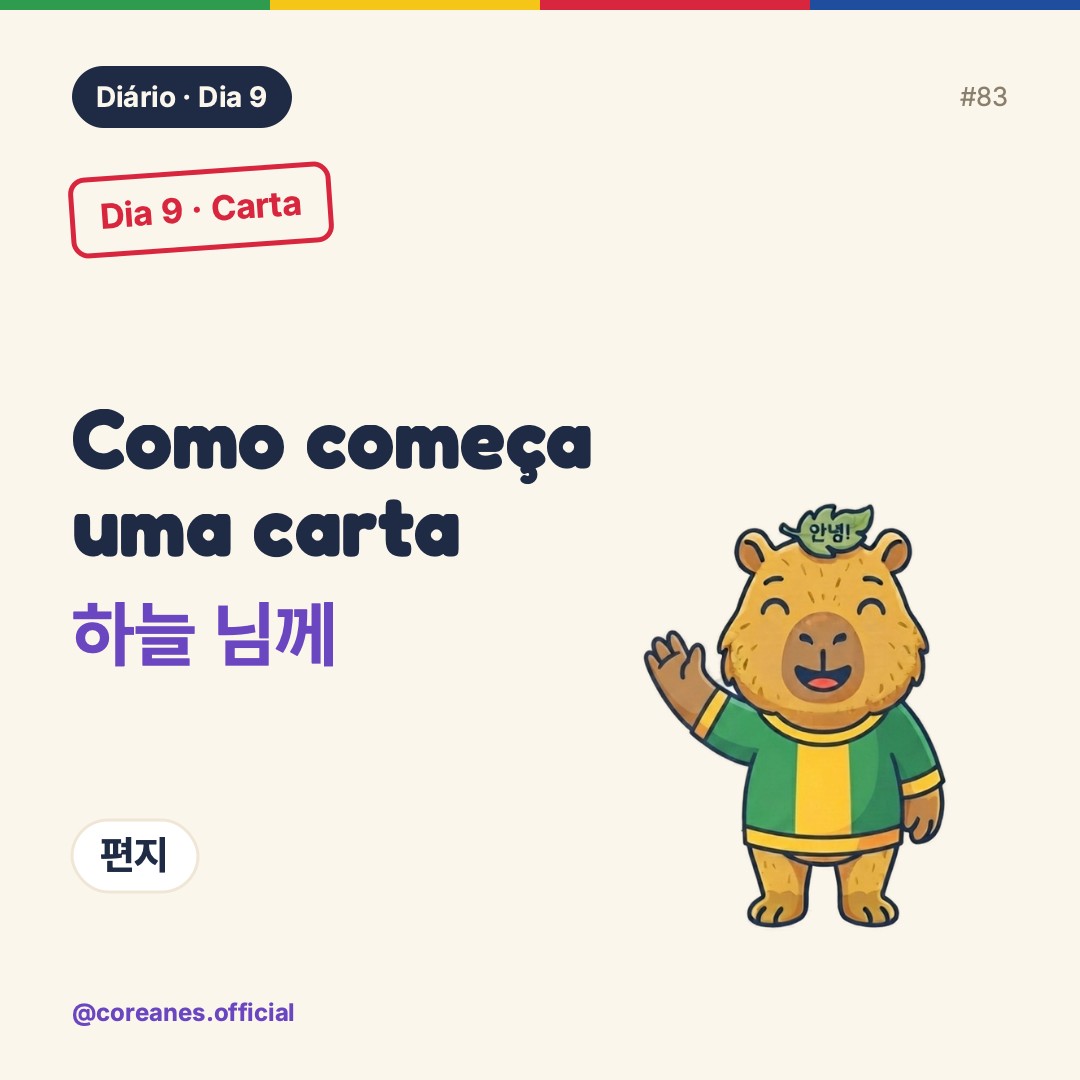 Diário · Dia 9
#83
Dia 9 · Carta
Como começa
uma carta
하늘 님께
안녕!
편지
@coreanes.official